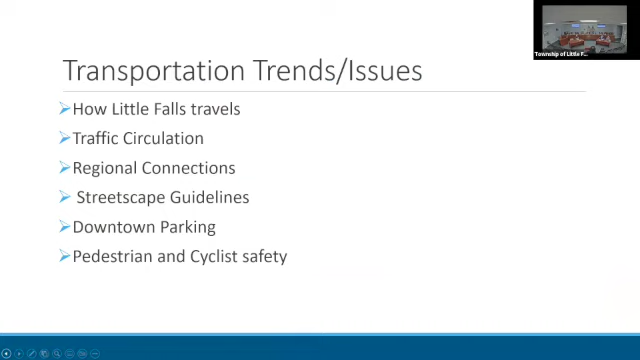 Transportation Trends/Issues
How Little Falls travels
Traffic Circulation
Regional Connections
Streetscape Guidelines
Downtown Parking
Pedestrian and Cyclist safety
Township of Little F...